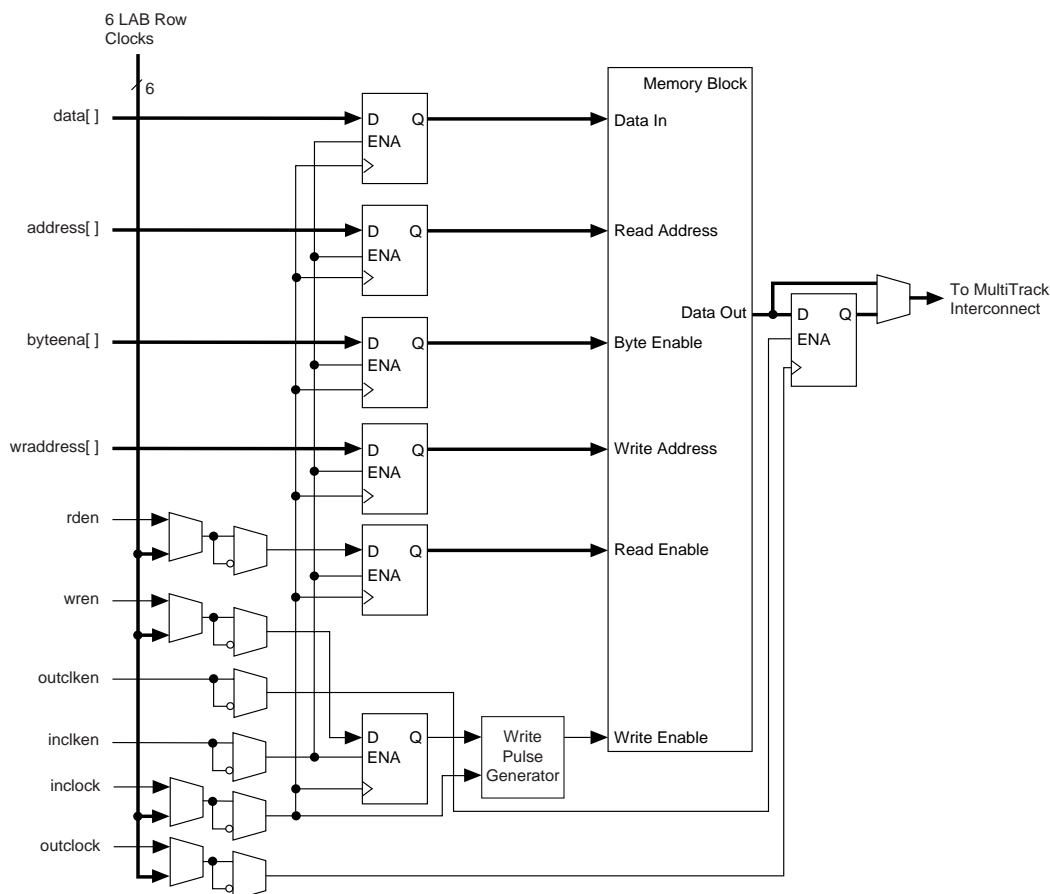 6 LAB Row
Clocks
6
Memory Block
data[ ]
D Q
ENA
Data In
address[ ]
D Q
ENA
Read Address
To MultiTrack
Interconnect
Data Out
D Q
ENA
byteena[ ]
D Q
ENA
Byte Enable
wraddress[ ]
D Q
ENA
Write Address
rden
D Q
ENA
Read Enable
wren
outclken
inclken
D Q
ENA
Write
Pulse
Generator
Write Enable
inclock
outclock